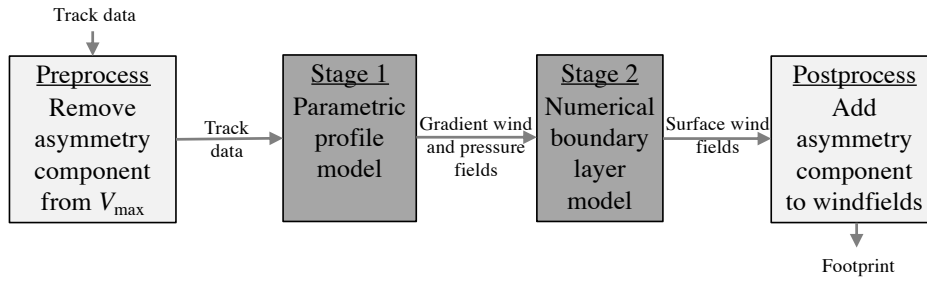 Track data
Preprocess
Remove
asymmetry
component
from Vmax
Track
data
Stage 1
Parametric
profile
model
Gradient wind
and pressure
fields
Stage 2
Numerical
boundary
layer
model
Surface wind
fields
Postprocess
Add
asymmetry
component
to windfields
Footprint